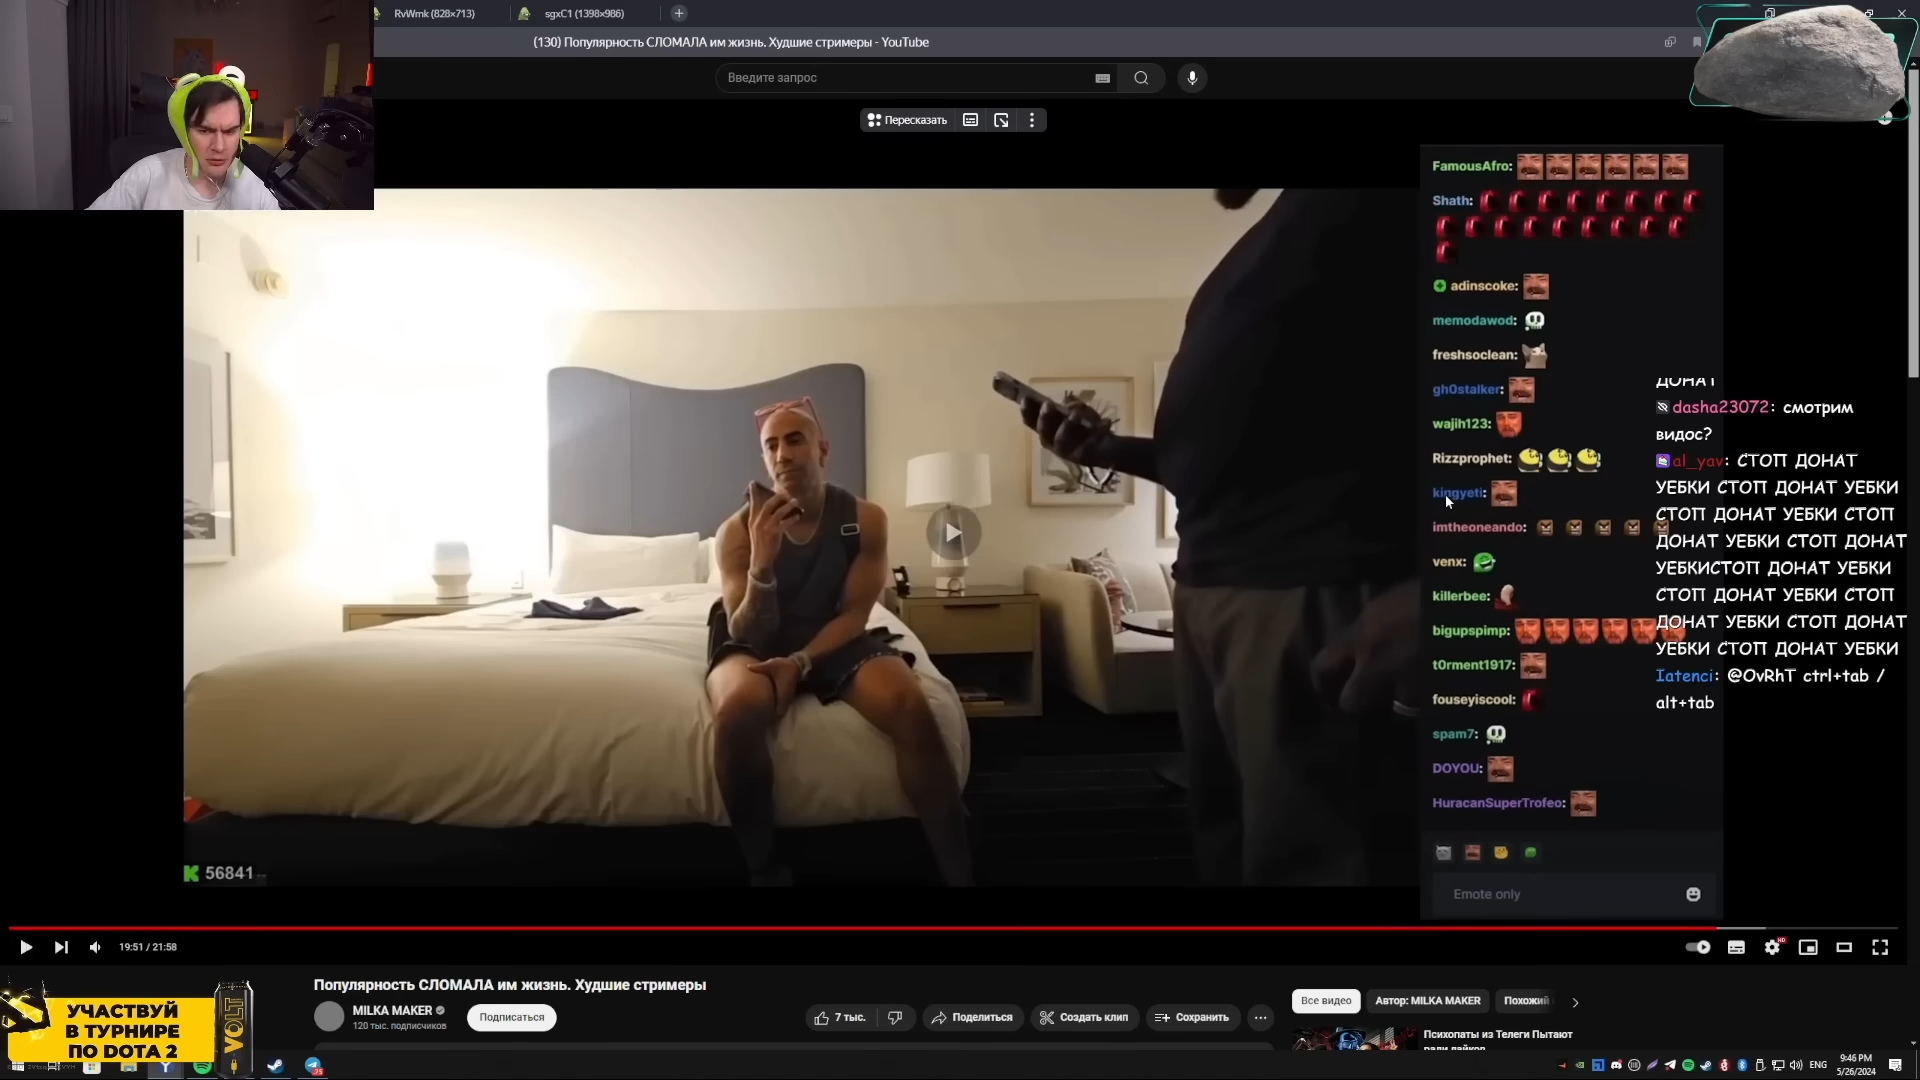 RvWmk (828×713)
sgxC1 (1398×986)
(130) Популярность СЛОМАЛА им жизнь. Худшие стримеры - YouTube
Введите запрос
Пересказать
FamousAfro:
Shath:
adinscoke:
memodawod:
freshsoclean:
gh0stalker:
wajih123:
Rizzprophet:
kingyeti:
imtheoneando:
venx:
killerbee:
bigupspimp:
t0rment1917:
fouseyiscool:
spam7:
DOYOU:
HuracanSuperTrofeo:
Emote only
ДОНАТ
dasha23072: смотрим
видос?
al_yav: СТОП ДОНАТ
УЕБКИ СТОП ДОНАТ УЕБКИ
СТОП ДОНАТ УЕБКИ СТОП
ДОНАТ УЕБКИ СТОП ДОНАТ
УЕБКИСТОП ДОНАТ УЕБКИ
СТОП ДОНАТ УЕБКИ СТОП
ДОНАТ УЕБКИ СТОП ДОНАТ
УЕБКИ СТОП ДОНАТ УЕБКИ
Iatenci: @OvRhT ctrl+tab /
alt+tab
56841
19:51 / 21:58
Популярность СЛОМАЛА им жизнь. Худшие стримеры
MILKA MAKER
120 тыс. подписчиков
Подписаться
7 тыс.
Поделиться
Создать клип
Сохранить
Все видео
Автор: MILKA MAKER
Похожий
Психопаты из Телеги Пытают
ради лайков
УЧАСТВУЙ
В ТУРНИРЕ
ПО DOTA 2
VOLT
ENG
9:46 PM
5/26/2024